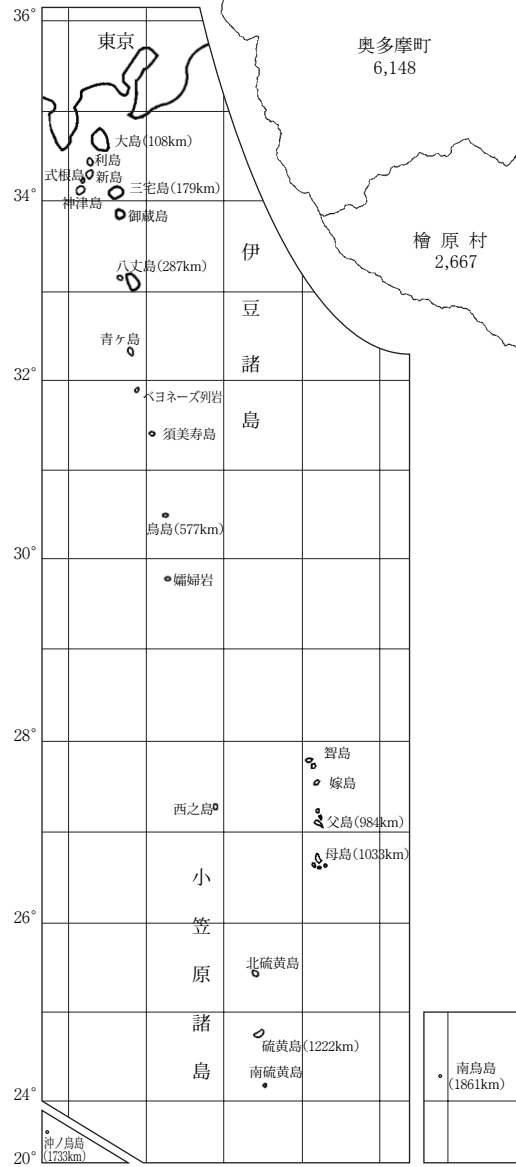 36°
東京
奥多摩町
6,148
大島(108km)
利島
式根島
新島
神津島
三宅島(179km)
34°
御蔵島
檜原村
2,667
八丈島(287km)
伊豆諸島
青ケ島
32°
ベヨネーズ列岩
須美寿島
鳥島(577km)
30°
孀婦岩
28°
聟島
嫁島
西之島
父島(984km)
母島(1033km)
小笠原諸島
26°
北硫黄島
硫黄島(1222km)
南硫黄島
南鳥島
(1861km)
24°
沖ノ鳥島
(1733km)
20°